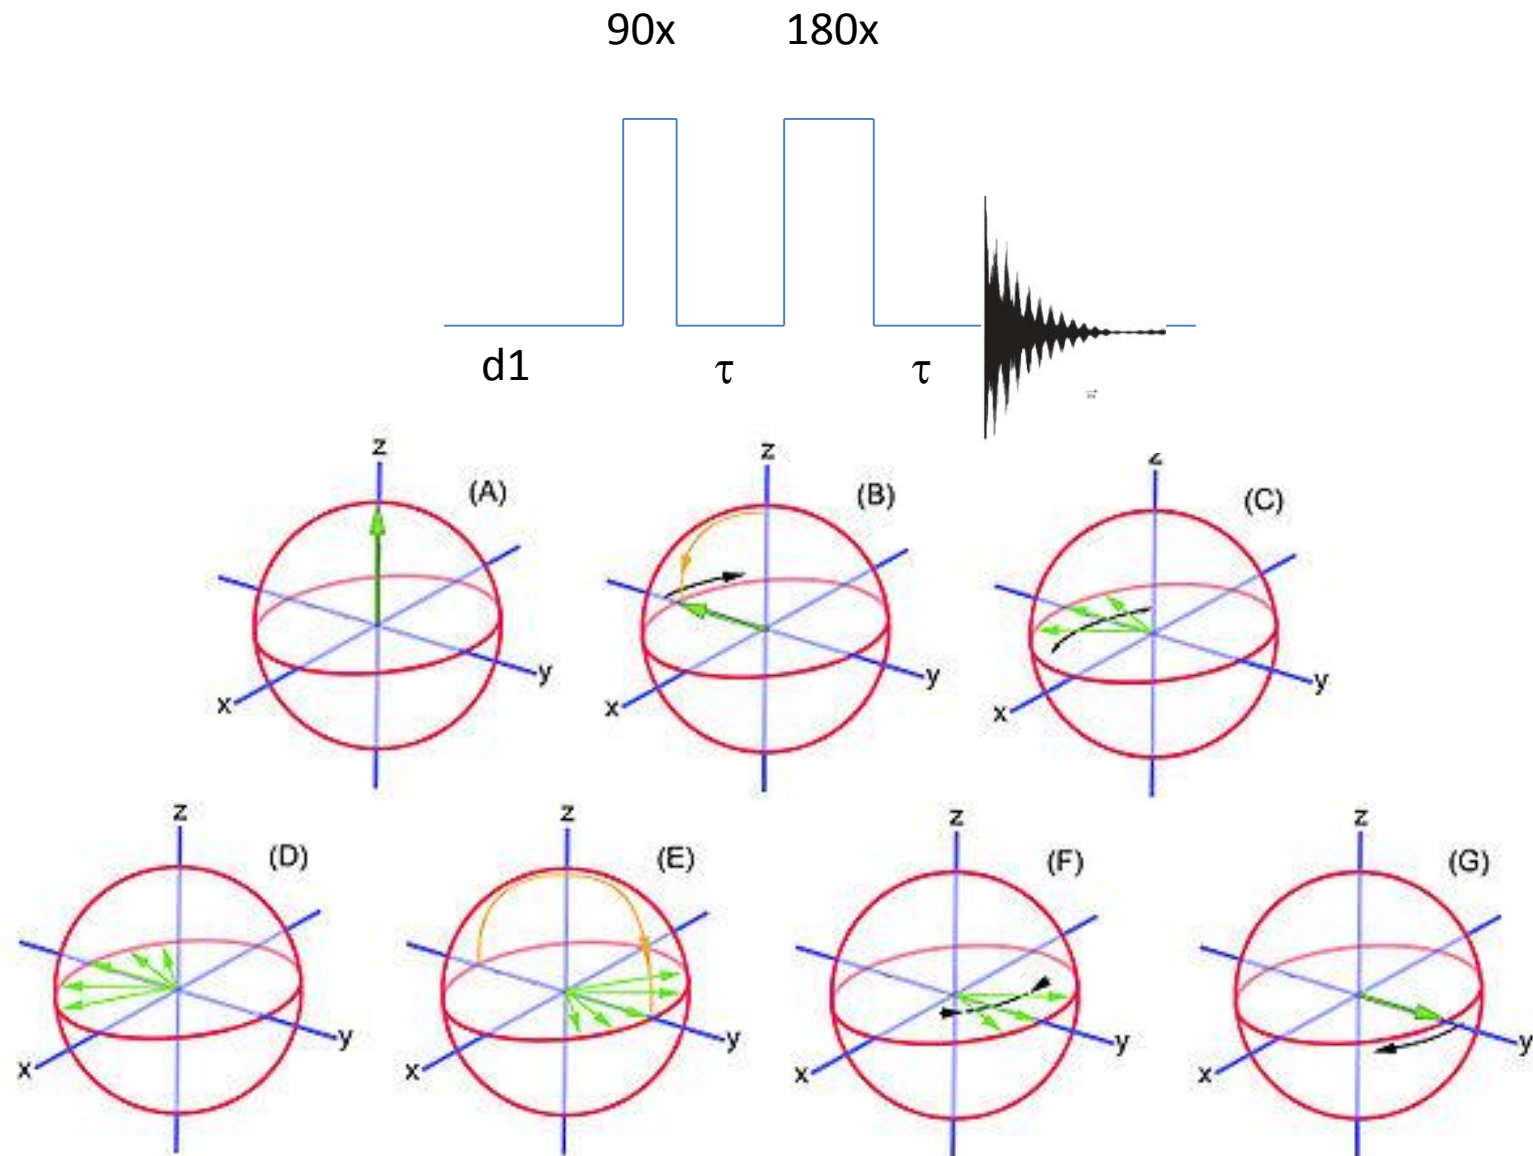 90x 180x
d1 τ τ
z (A) x y
z (B) x y
z (C) x y
z (D) x y
z (E) x y
z (F) x y
z (G) x y